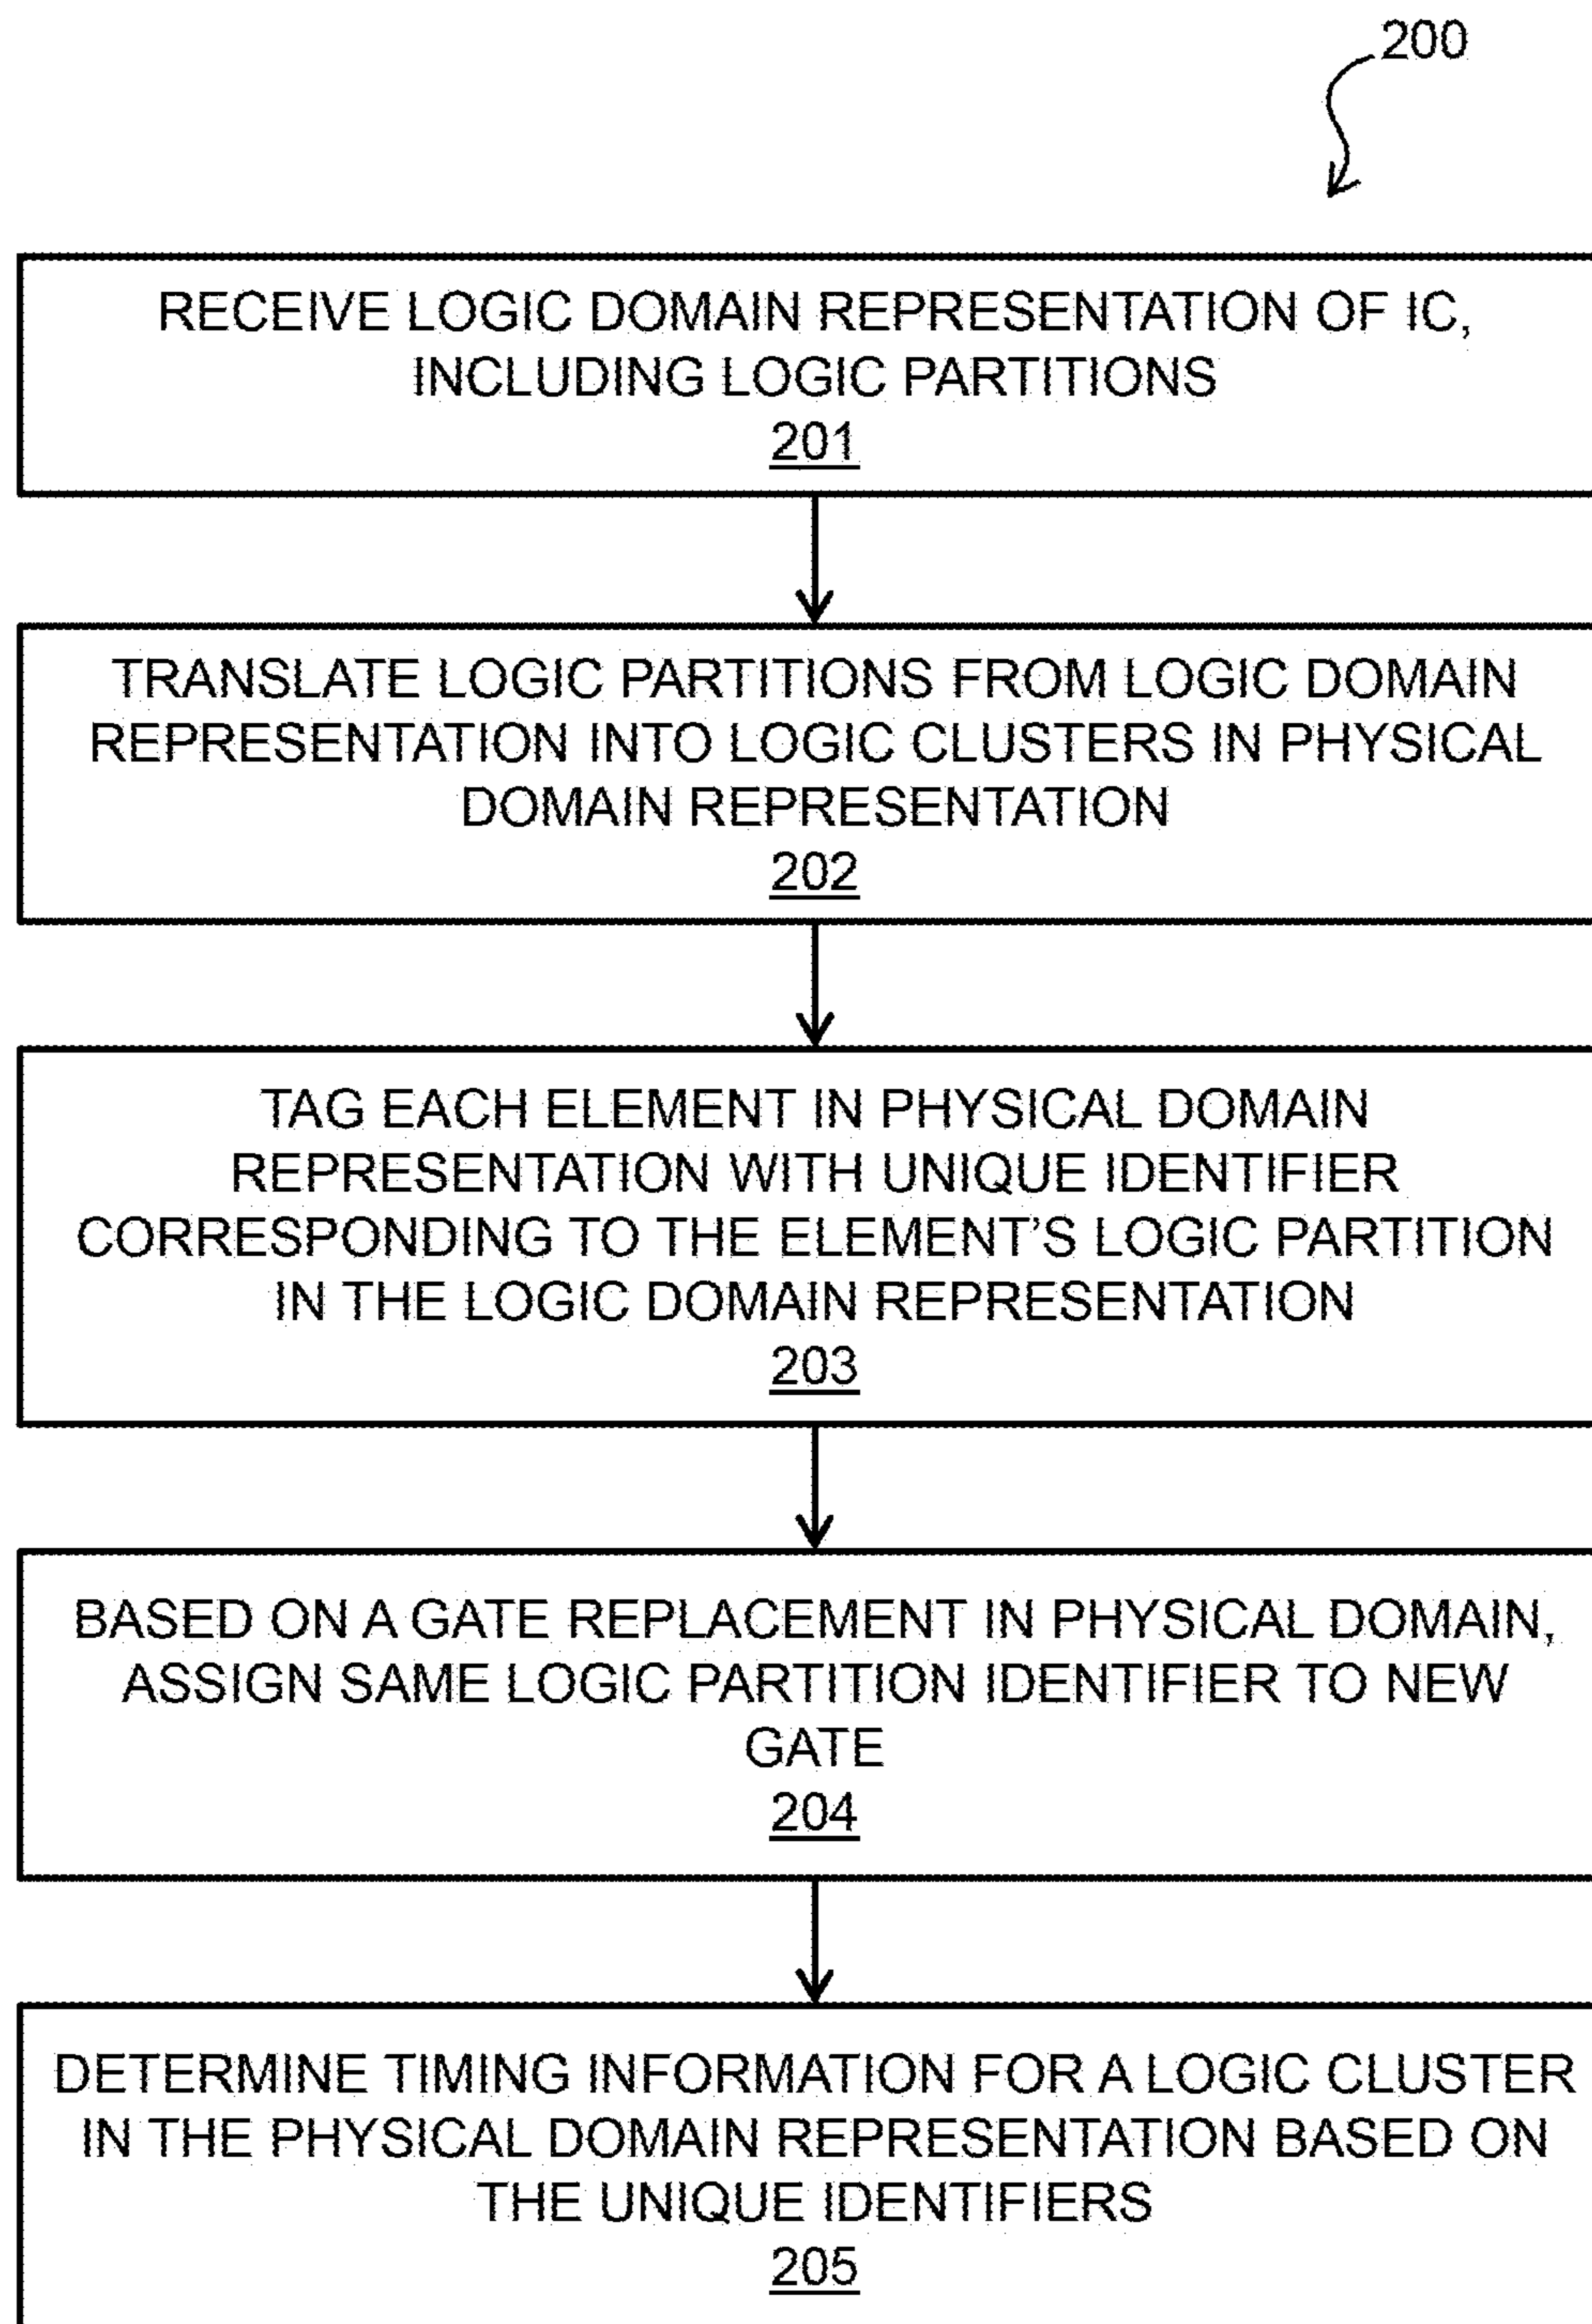 200
RECEIVE LOGIC DOMAIN REPRESENTATION OF IC,
INCLUDING LOGIC PARTITIONS
201
TRANSLATE LOGIC PARTITIONS FROM LOGIC DOMAIN
REPRESENTATION INTO LOGIC CLUSTERS IN PHYSICAL
DOMAIN REPRESENTATION
202
TAG EACH ELEMENT IN PHYSICAL DOMAIN
REPRESENTATION WITH UNIQUE IDENTIFIER
CORRESPONDING TO THE ELEMENT'S LOGIC PARTITION
IN THE LOGIC DOMAIN REPRESENTATION
203
BASED ON A GATE REPLACEMENT IN PHYSICAL DOMAIN,
ASSIGN SAME LOGIC PARTITION IDENTIFIER TO NEW
GATE
204
DETERMINE TIMING INFORMATION FOR A LOGIC CLUSTER
IN THE PHYSICAL DOMAIN REPRESENTATION BASED ON
THE UNIQUE IDENTIFIERS
205